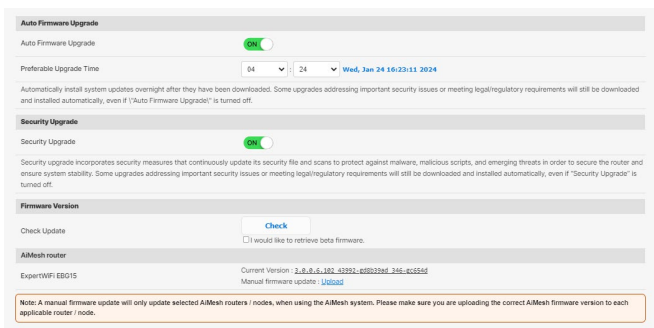 Auto Firmware Upgrade
Auto Firmware Upgrade ON
Preferable Upgrade Time 04 : 24 Wed, Jan 24 16:23:11 2024
Automatically install system updates overnight after they have been downloaded. Some upgrades addressing important security issues or meeting legal/regulatory requirements will still be downloaded
and installed automatically, even if \"Auto Firmware Upgrade\" is turned off.
Security Upgrade
Security Upgrade ON
Security upgrade incorporates security measures that continuously update its security file and scans to protect against malware, malicious scripts, and emerging threats in order to secure the router and
ensure system stability. Some upgrades addressing important security issues or meeting legal/regulatory requirements will still be downloaded and installed automatically, even if "Security Upgrade" is
turned off.
Firmware Version
Check Update Check
I would like to retrieve beta firmware.
AiMesh router
ExpertWiFi EBG15 Current Version : 3.0.0.6.102_43992-gd8b39ad_346-gc654d
Manual firmware update : Upload
Note: A manual firmware update will only update selected AiMesh routers / nodes, when using the AiMesh system. Please make sure you are uploading the correct AiMesh firmware version to each
applicable router / node.